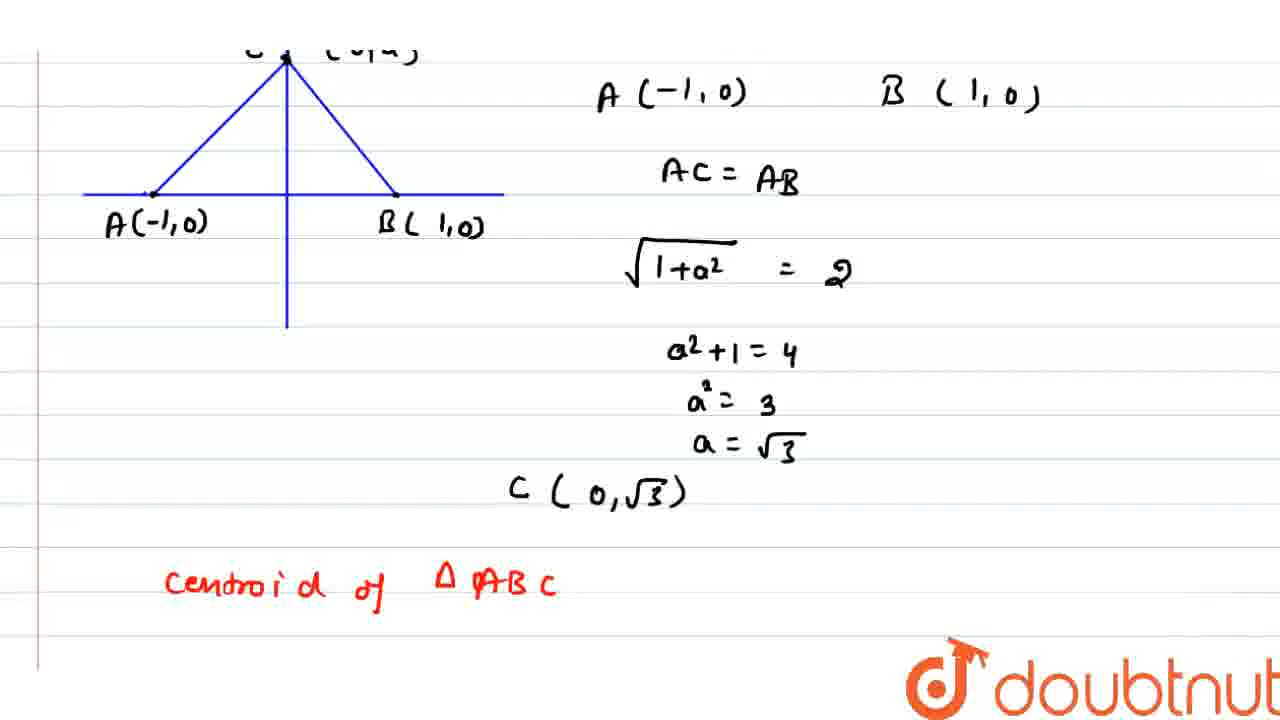 A (-1, 0) B (1, 0)
AC = AB
A(-1, 0) B(1, 0)
√(1+a²) = 2
a² + 1 = 4
a² = 3
a = √3
C (0, √3)
Centroid of Δ ABC
doubtnut